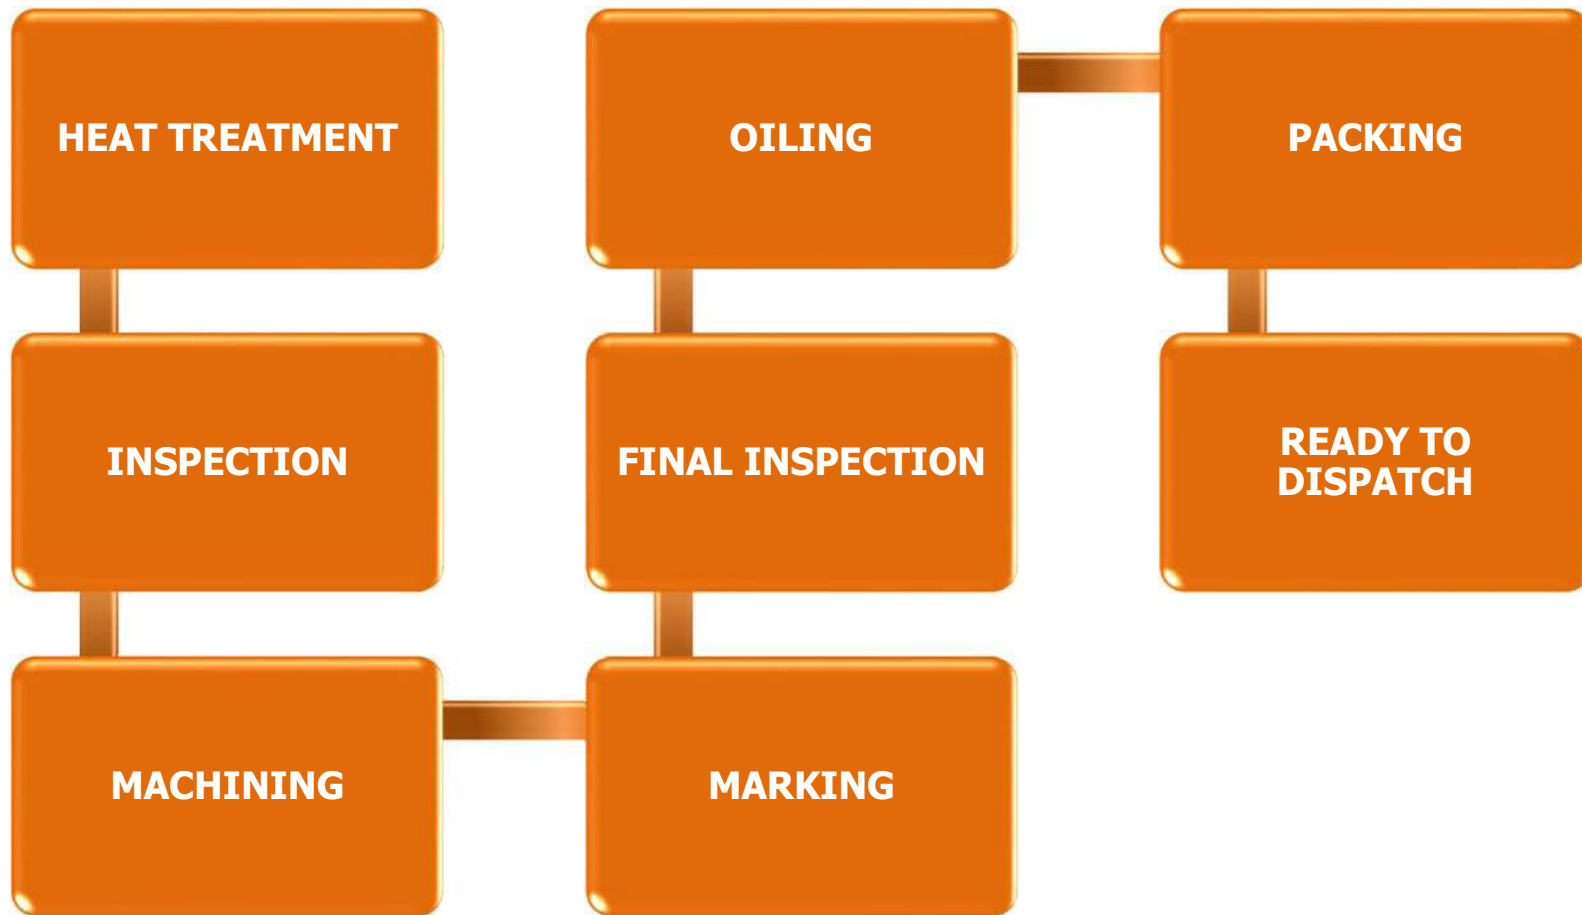 HEAT TREATMENT
INSPECTION
MACHINING
MARKING
FINAL INSPECTION
OILING
PACKING
READY TO
DISPATCH